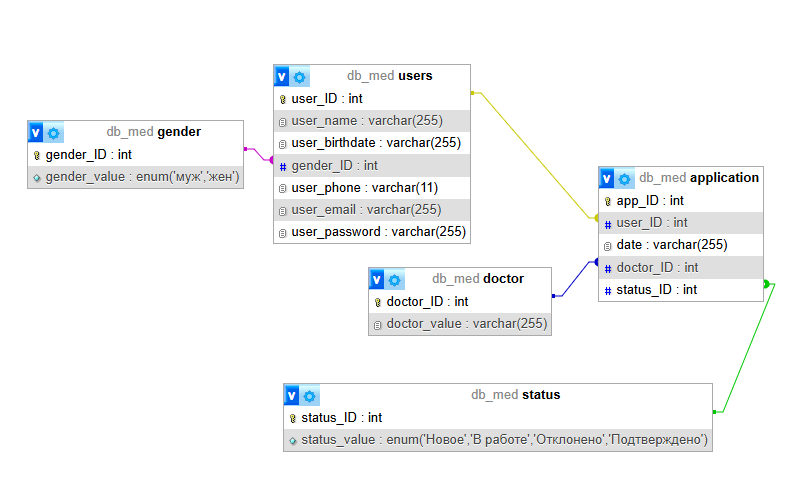 v db_med users
user_ID : int
user_name : varchar(255)
user_birthdate : varchar(255)
gender_ID : int
user_phone : varchar(11)
user_email : varchar(255)
user_password : varchar(255)
v db_med gender
gender_ID : int
gender_value : enum('муж','жен')
v db_med application
app_ID : int
user_ID : int
date : varchar(255)
doctor_ID : int
status_ID : int
v db_med doctor
doctor_ID : int
doctor_value : varchar(255)
v db_med status
status_ID : int
status_value : enum('Новое','В работе','Отклонено','Подтверждено')